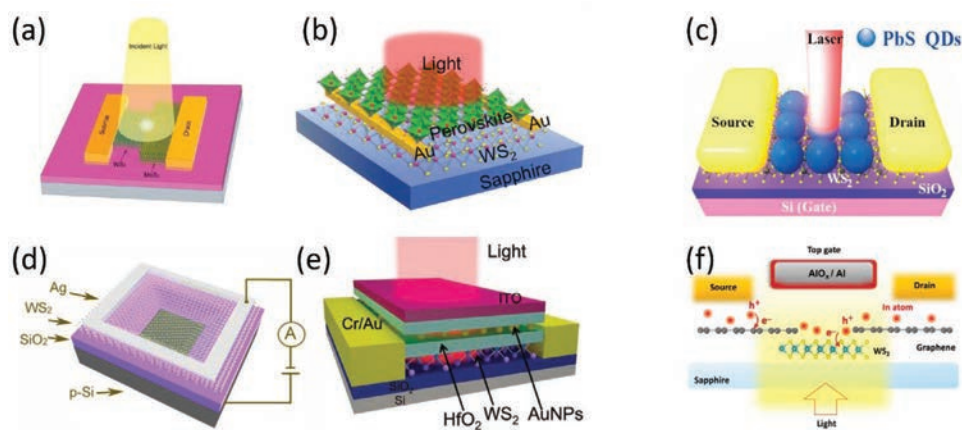 (a)
Incident Light
Source
Drain
(b)
Light
Perovskite
Au
Au
WS₂
Sapphire
(c)
Laser
PbS QDs
Source
Drain
WS₂
SiO₂
Si (Gate)
(d)
Ag
WS₂
SiO₂
p-Si
A
(e)
Light
ITO
Cr/Au
SiO₂
Si
HfO₂
WS₂
AuNPs
(f)
Top gate
AlOₓ / Al
Source
Drain
h⁺
e⁻
h⁺
e⁻
In atom
Graphene
WS₂
Sapphire
Light